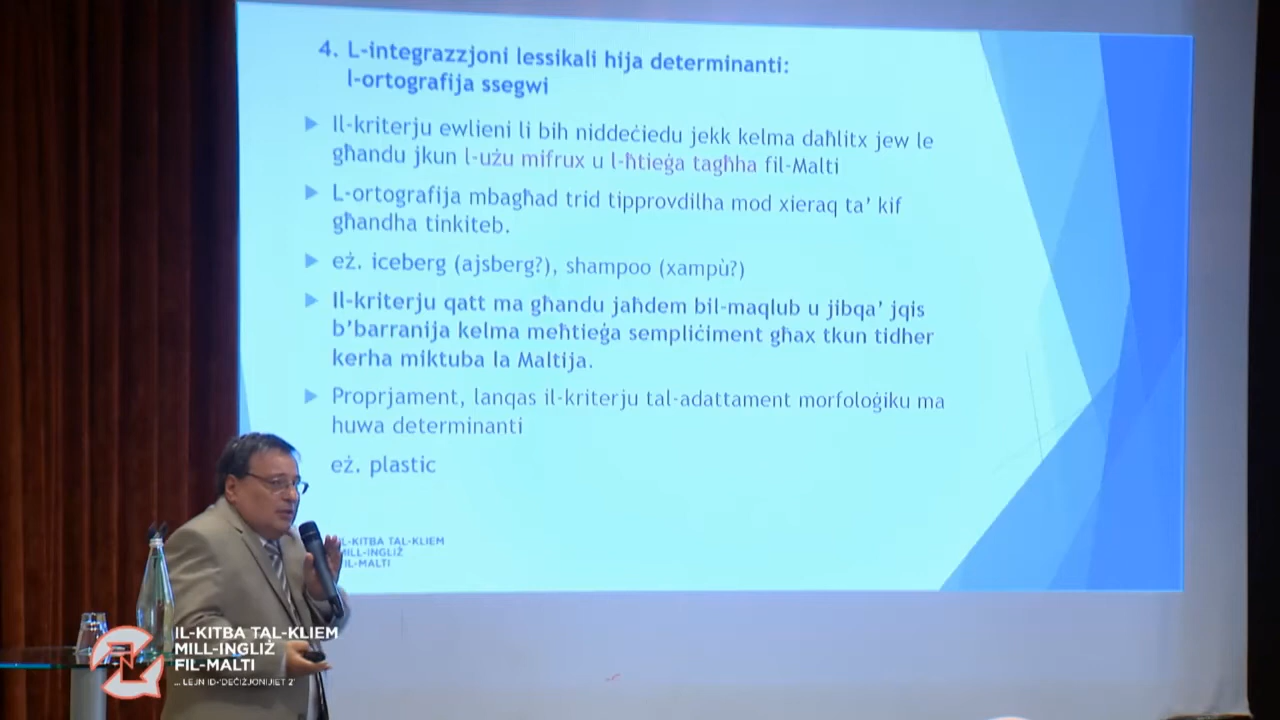 4. L-integrazzjoni lessikali hija determinanti:
l-ortografija ssegwi
Il-kriterju ewlieni li bih niddeċiedu jekk kelma daħlitx jew le
għandu jkun l-użu mifrux u l-ħtieġa tagħha fil-Malti
L-ortografija mbagħad trid tipprovdilha mod xieraq ta’ kif
għandha tinkiteb.
eż. iceberg (ajsberg?), shampoo (xampù?)
Il-kriterju qatt ma għandu jaħdem bil-maqlub u jibqa’ jqis
b’barranija kelma meħtieġa sempliċiment għax tkun tidher
kerha miktuba la Maltija.
Proprjament, lanqas il-kriterju tal-adattament morfoloġiku ma
huwa determinanti
eż. plastic
IL-KITBA TAL-KLIEM
MILL-INGLIŻ
FIL-MALTI
IL-KITBA TAL-KLIEM
MILL-INGLIŻ
FIL-MALTI
... LEJN ID-‘DEĊIŻJONIJIET 2’